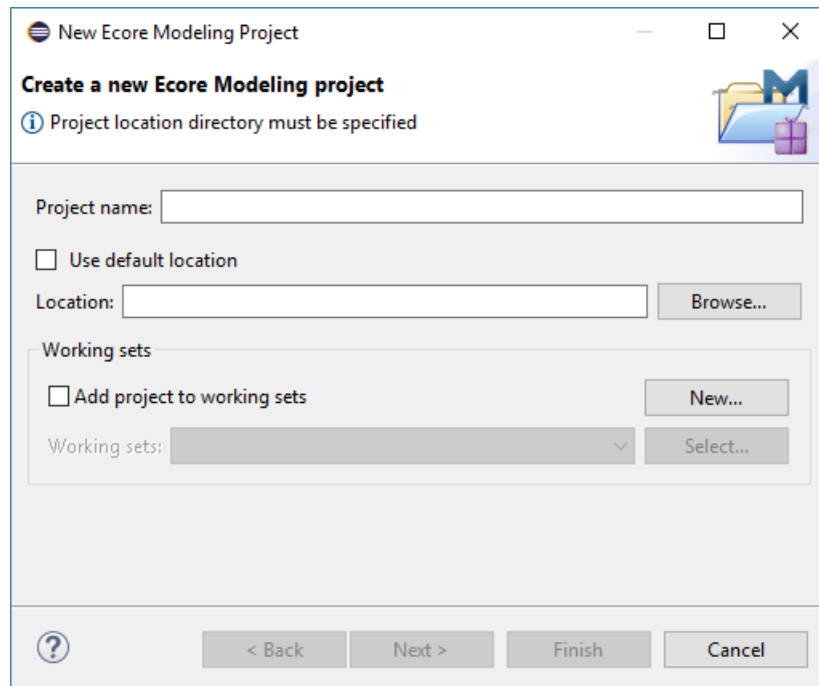 New Ecore Modeling Project
Create a new Ecore Modeling project
Project location directory must be specified
Project name:
Use default location
Location: Browse...
Working sets
Add project to working sets New...
Working sets: Select...
< Back Next > Finish Cancel